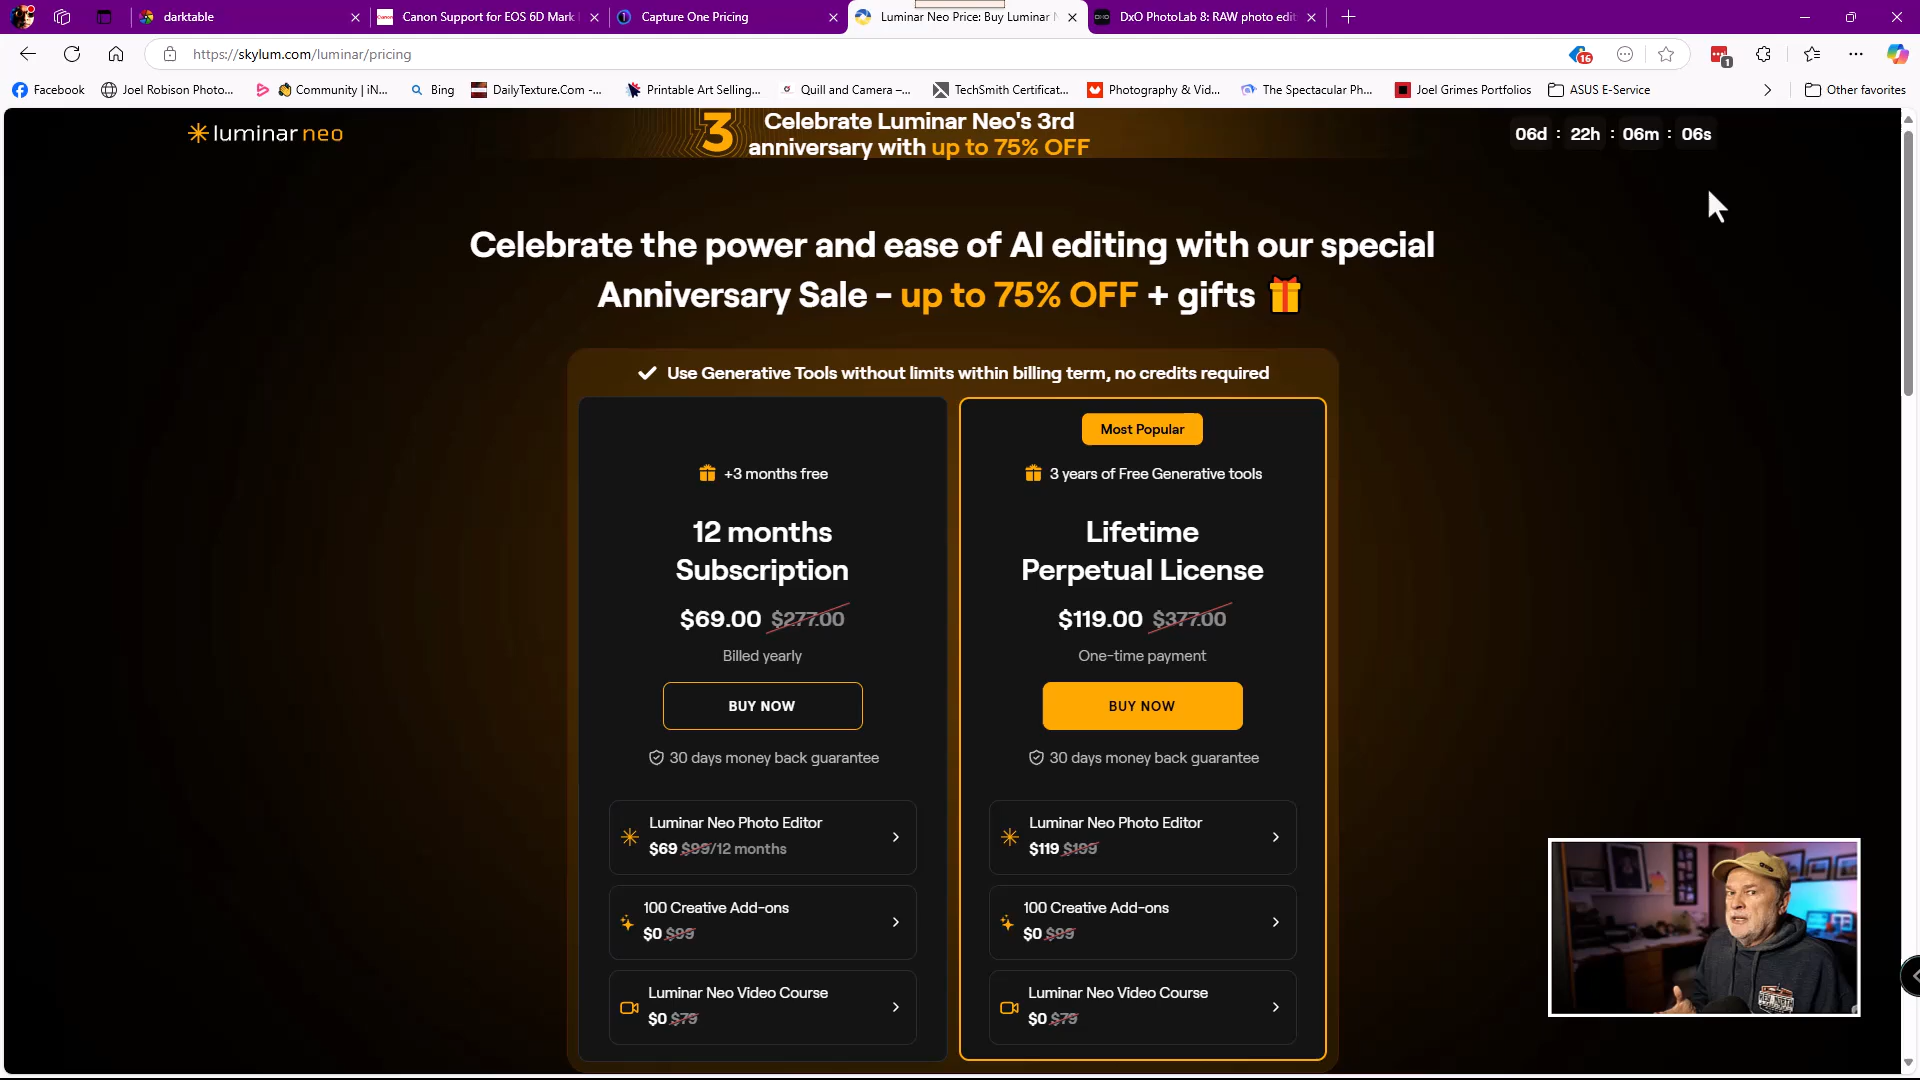 darktable
Canon Support for EOS 6D Mark
Capture One Pricing
Luminar Neo Price: Buy Luminar N
DxO PhotoLab 8: RAW photo edit
https://skylum.com/luminar/pricing
16
1
Facebook
Joel Robison Photo...
Community | iN...
Bing
DailyTexture.Com -...
Printable Art Selling...
Quill and Camera –...
TechSmith Certificat...
Photography & Vid...
The Spectacular Ph...
Joel Grimes Portfolios
ASUS E-Service
Other favorites
luminar neo
3
Celebrate Luminar Neo's 3rd
anniversary with up to 75% OFF
06d : 22h : 06m : 06s
Celebrate the power and ease of AI editing with our special
Anniversary Sale - up to 75% OFF + gifts
Use Generative Tools without limits within billing term, no credits required
+3 months free
12 months
Subscription
$69.00 $277.00
Billed yearly
BUY NOW
30 days money back guarantee
Luminar Neo Photo Editor
$69 $99/12 months
100 Creative Add-ons
$0 $99
Luminar Neo Video Course
$0 $79
Most Popular
3 years of Free Generative tools
Lifetime
Perpetual License
$119.00 $377.00
One-time payment
BUY NOW
30 days money back guarantee
Luminar Neo Photo Editor
$119 $199
100 Creative Add-ons
$0 $99
Luminar Neo Video Course
$0 $79